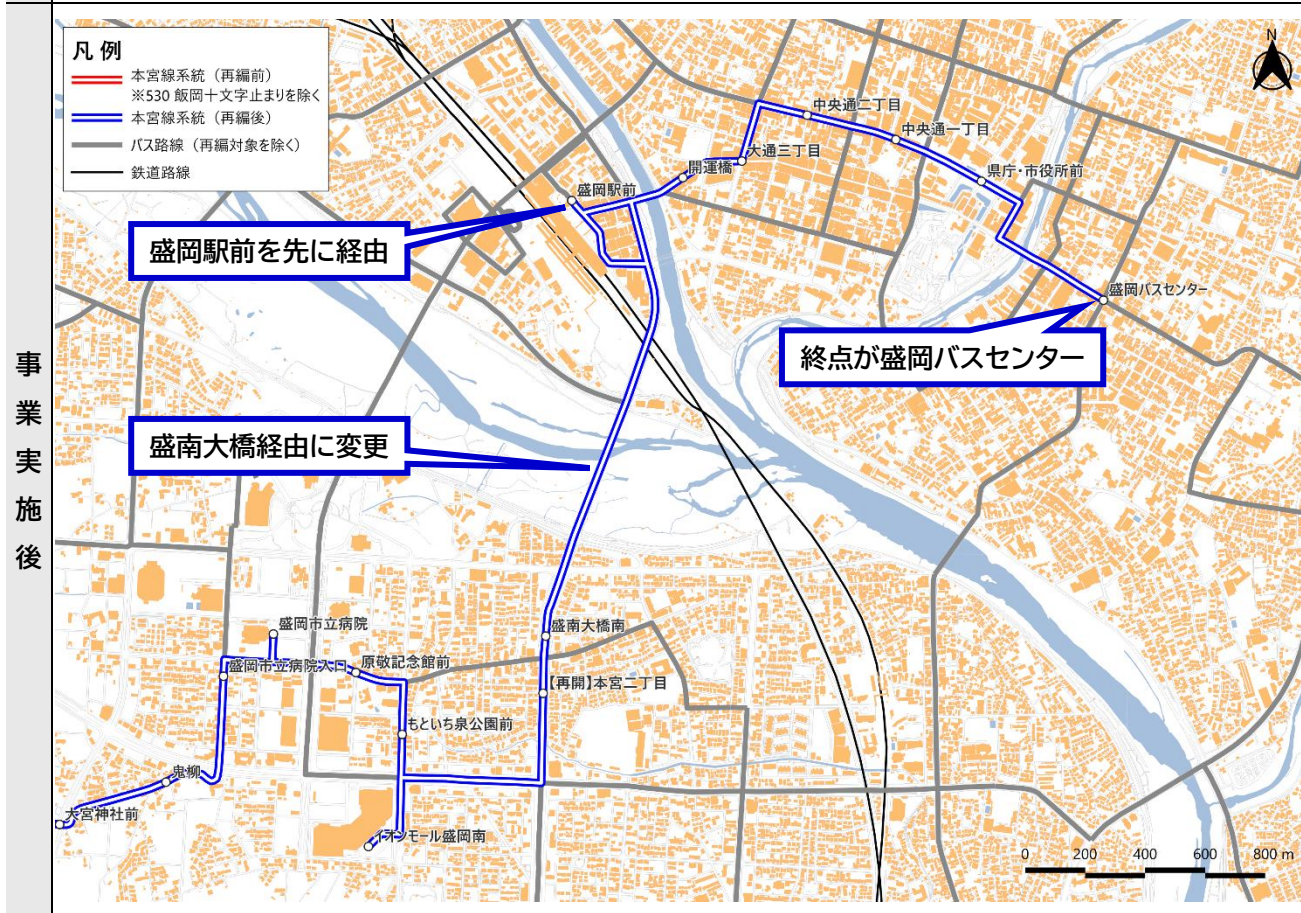 事業実施後
凡例
本宮線系統（再編前）
※530 飯岡十文字止まりを除く
本宮線系統（再編後）
バス路線（再編対象を除く）
鉄道路線
N
中央通二丁目
中央通一丁目
大通三丁目
開運橋
県庁・市役所前
盛岡駅前
盛岡駅前を先に経由
盛岡バスセンター
終点が盛岡バスセンター
盛南大橋経由に変更
盛岡市立病院
盛南大橋南
盛岡市立病院入口
原敬記念館前
【再開】本宮二丁目
もといち泉公園前
鬼柳
大宮神社前
イオンモール盛岡南
0 200 400 600 800 m